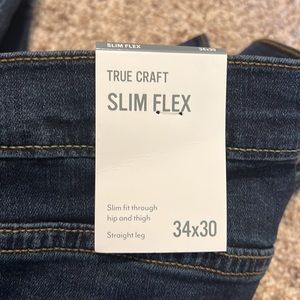 SLIM FLEX 34x30
TRUE CRAFT
SLIM FLEX
Slim fit through
hip and thigh
Straight leg 34x30